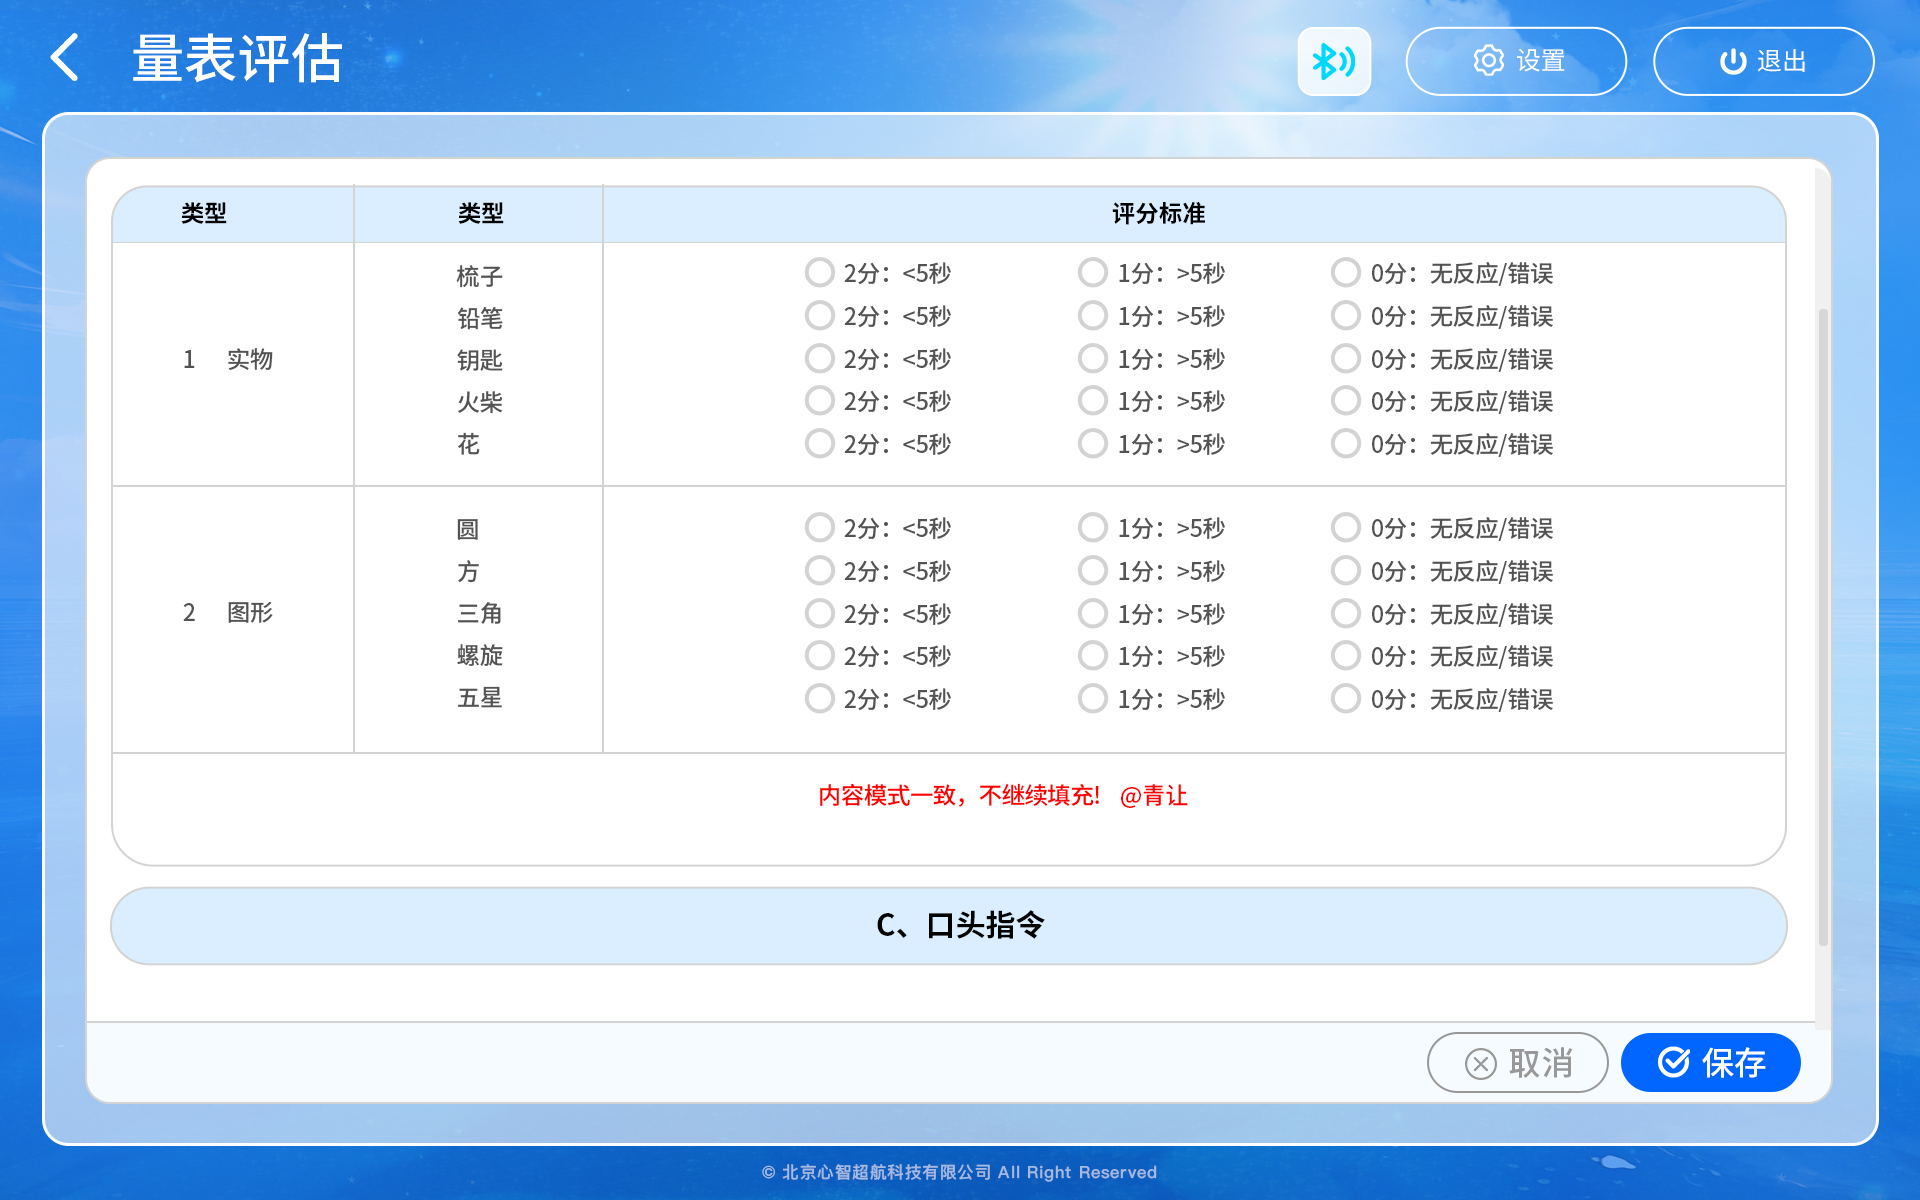 量表评估
设置
退出
类型 类型 评分标准
1 实物
梳子 2分：<5秒 1分：>5秒 0分：无反应/错误
铅笔 2分：<5秒 1分：>5秒 0分：无反应/错误
钥匙 2分：<5秒 1分：>5秒 0分：无反应/错误
火柴 2分：<5秒 1分：>5秒 0分：无反应/错误
花 2分：<5秒 1分：>5秒 0分：无反应/错误
2 图形
圆 2分：<5秒 1分：>5秒 0分：无反应/错误
方 2分：<5秒 1分：>5秒 0分：无反应/错误
三角 2分：<5秒 1分：>5秒 0分：无反应/错误
螺旋 2分：<5秒 1分：>5秒 0分：无反应/错误
五星 2分：<5秒 1分：>5秒 0分：无反应/错误
内容模式一致，不继续填充! @青让
C、口头指令
取消
保存
© 北京心智超航科技有限公司 All Right Reserved